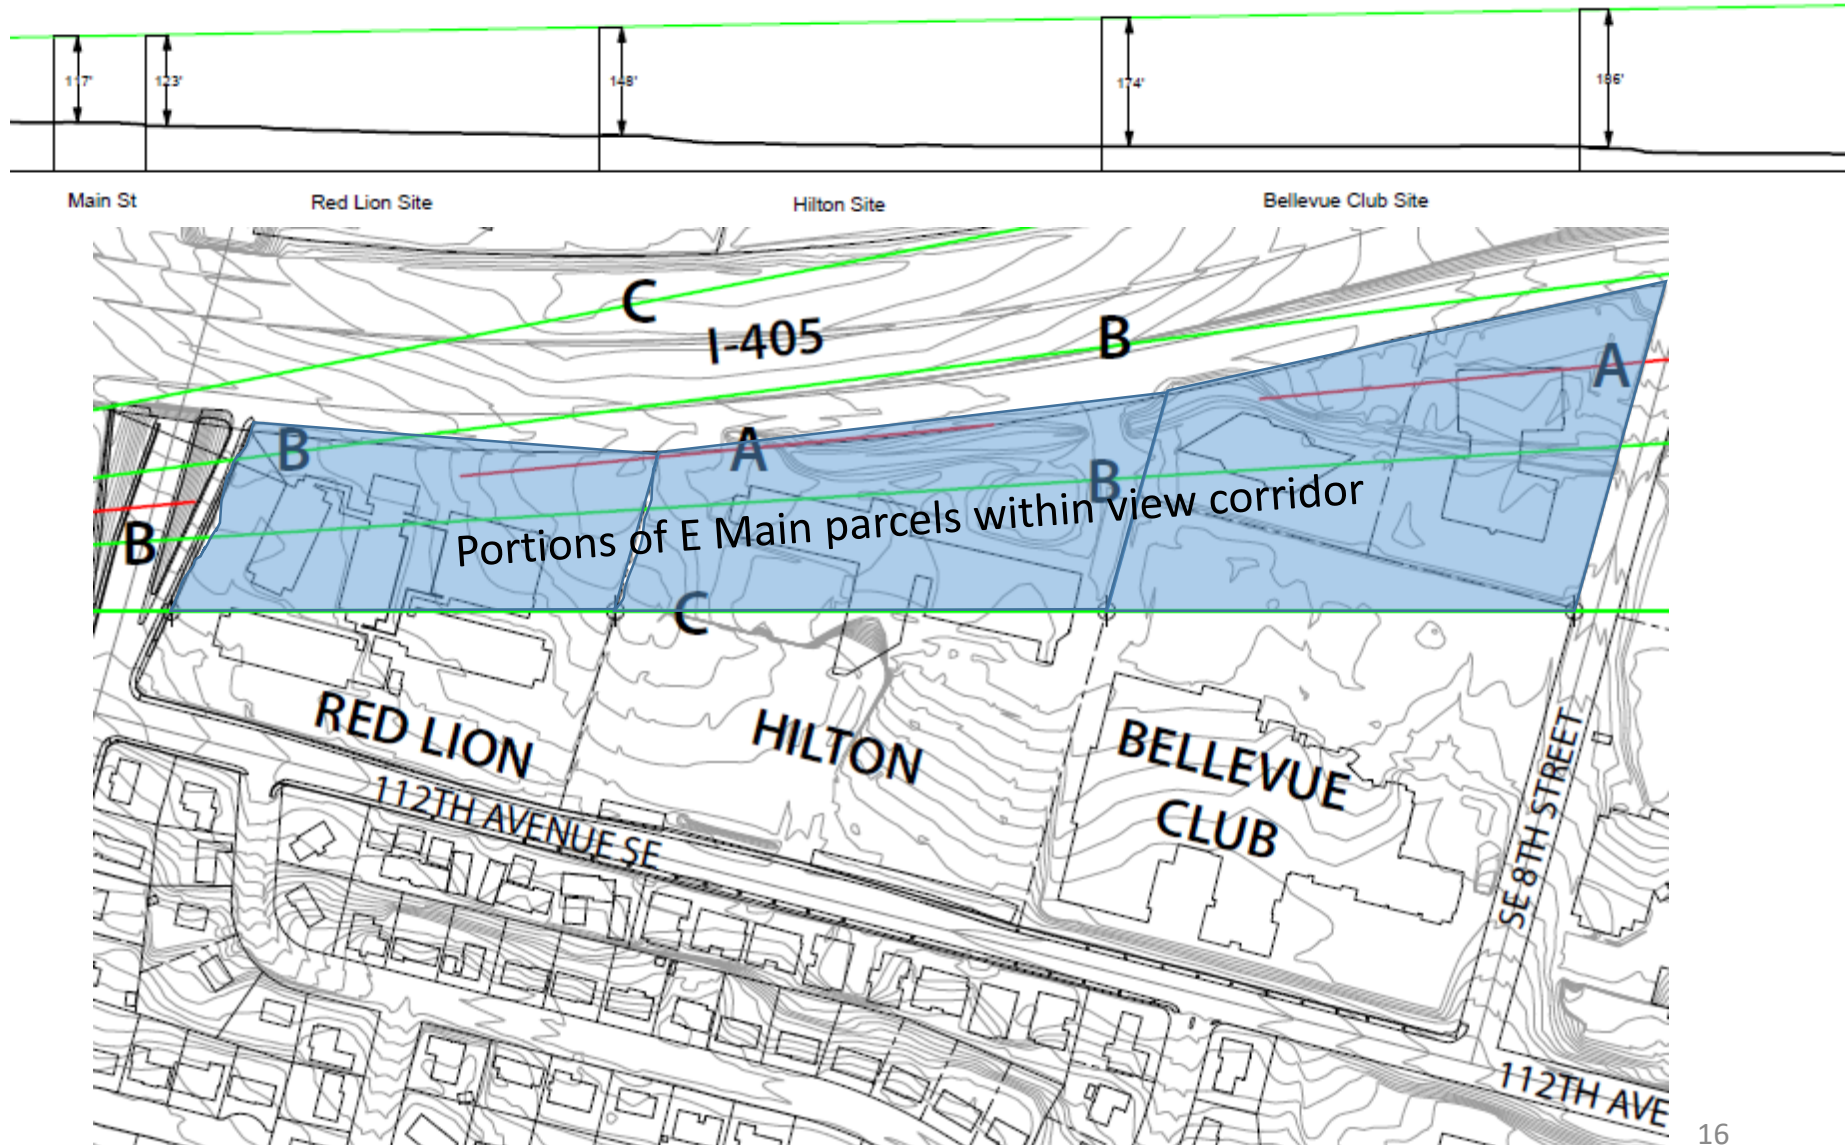 117'
123'
148'
174'
186'
Main St
Red Lion Site
Hilton Site
Bellevue Club Site
C
I-405
B
A
B
A
B
B
Portions of E Main parcels within view corridor
C
RED LION
HILTON
BELLEVUE
CLUB
112TH AVENUE SE
SE 8TH STREET
112TH AVE
16